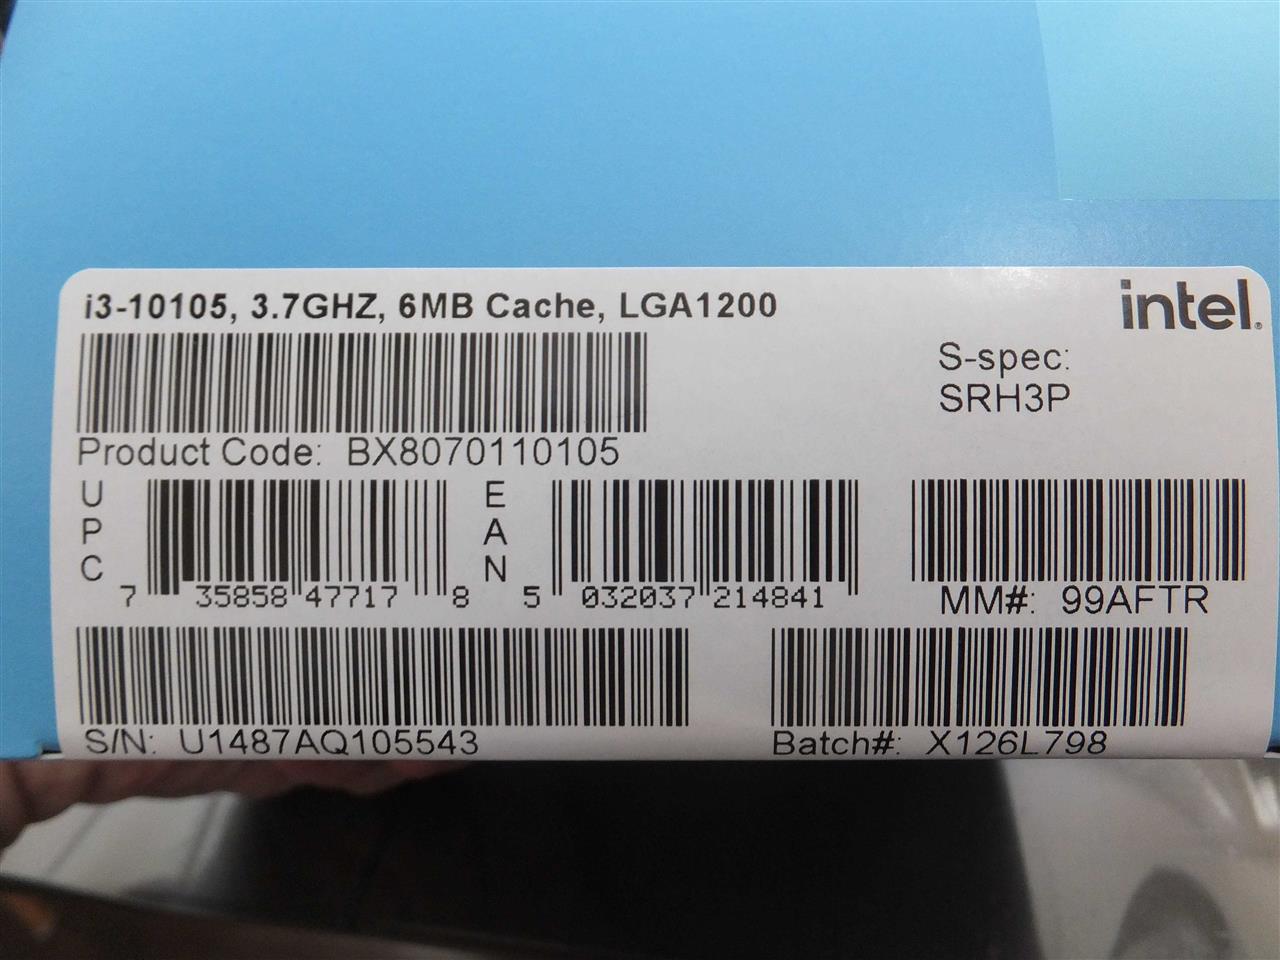 i3-10105, 3.7GHZ, 6MB Cache, LGA1200
intel.
S-spec:
SRH3P
Product Code: BX8070110105
UPC
7 35858 47717 8
EAN
5 032037 214841
MM#: 99AFTR
S/N: U1487AQ105543
Batch#: X126L798